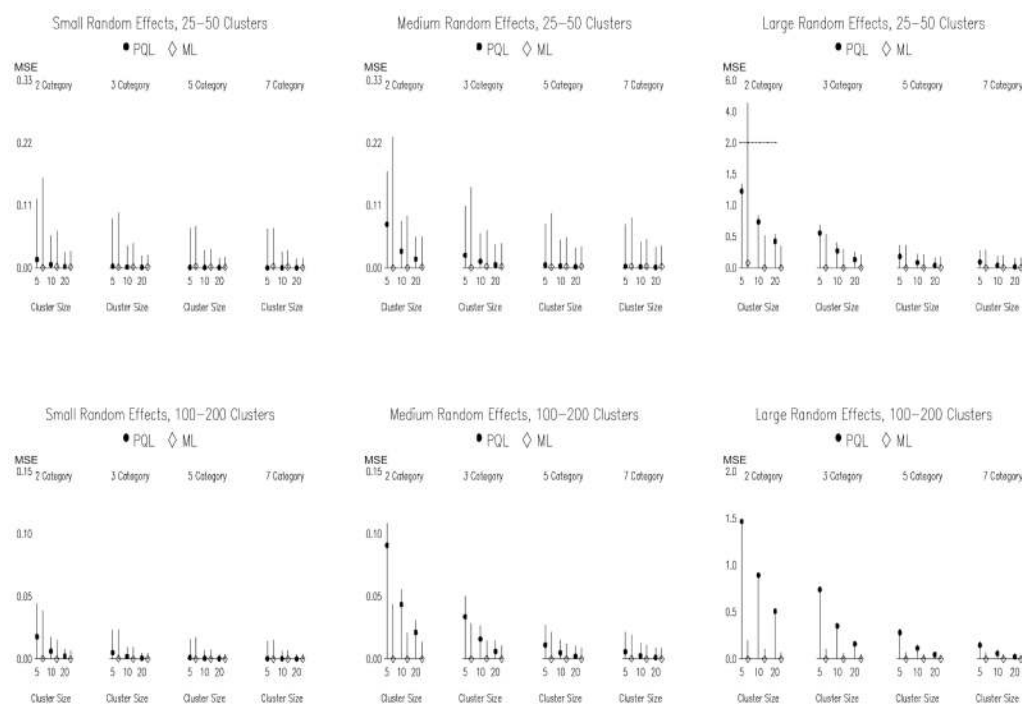 Small Random Effects, 25–50 Clusters
PQL ML
MSE
0.33 2 Category 3 Category 5 Category 7 Category
0.22
0.11
0.00
5 10 20 5 10 20 5 10 20 5 10 20
Cluster Size Cluster Size Cluster Size Cluster Size
Medium Random Effects, 25–50 Clusters
PQL ML
MSE
0.33 2 Category 3 Category 5 Category 7 Category
0.22
0.11
0.00
5 10 20 5 10 20 5 10 20 5 10 20
Cluster Size Cluster Size Cluster Size Cluster Size
Large Random Effects, 25–50 Clusters
PQL ML
MSE
6.0 2 Category 3 Category 5 Category 7 Category
4.0
2.0
1.5
1.0
0.5
0.0
5 10 20 5 10 20 5 10 20 5 10 20
Cluster Size Cluster Size Cluster Size Cluster Size
Small Random Effects, 100–200 Clusters
PQL ML
MSE
0.15 2 Category 3 Category 5 Category 7 Category
0.10
0.05
0.00
5 10 20 5 10 20 5 10 20 5 10 20
Cluster Size Cluster Size Cluster Size Cluster Size
Medium Random Effects, 100–200 Clusters
PQL ML
MSE
0.15 2 Category 3 Category 5 Category 7 Category
0.10
0.05
0.00
5 10 20 5 10 20 5 10 20 5 10 20
Cluster Size Cluster Size Cluster Size Cluster Size
Large Random Effects, 100–200 Clusters
PQL ML
MSE
2.0 2 Category 3 Category 5 Category 7 Category
1.5
1.0
0.5
0.0
5 10 20 5 10 20 5 10 20 5 10 20
Cluster Size Cluster Size Cluster Size Cluster Size